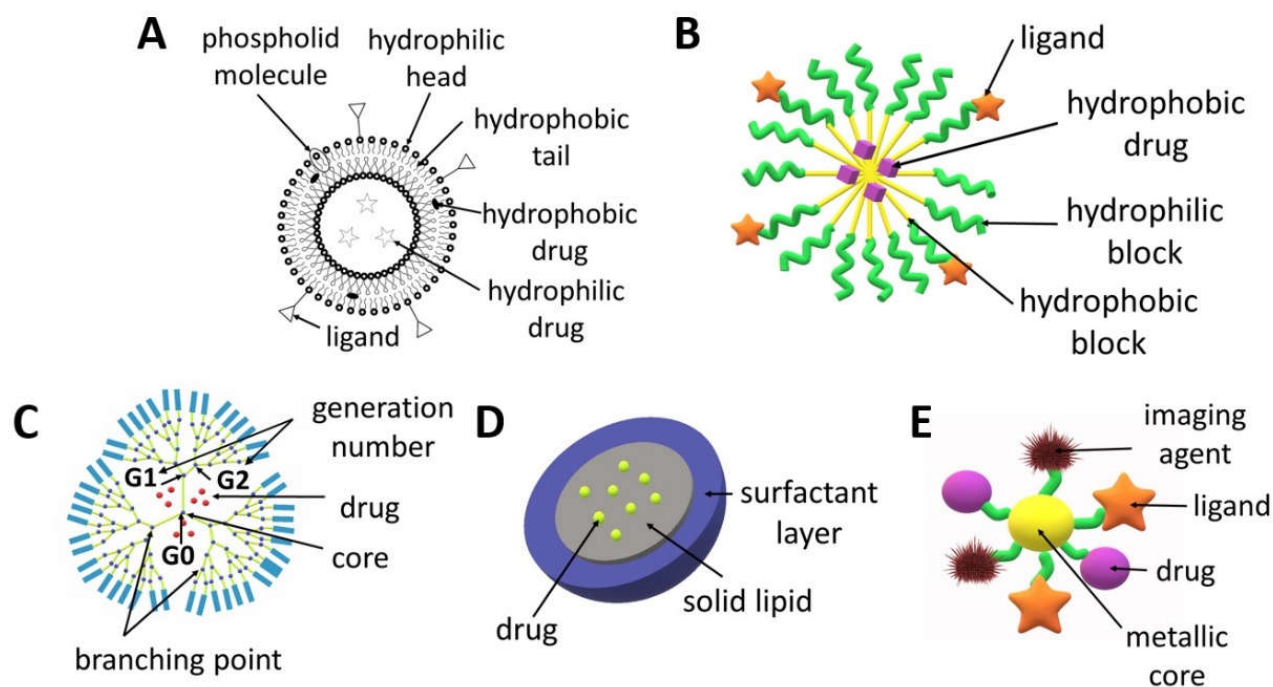 A
phospholid
molecule
hydrophilic
head
hydrophobic
tail
hydrophobic
drug
hydrophilic
drug
ligand
B
ligand
hydrophobic
drug
hydrophilic
block
hydrophobic
block
C
generation
number
G1
G2
drug
core
G0
branching point
D
surfactant
layer
solid lipid
drug
E
imaging
agent
ligand
drug
metallic
core